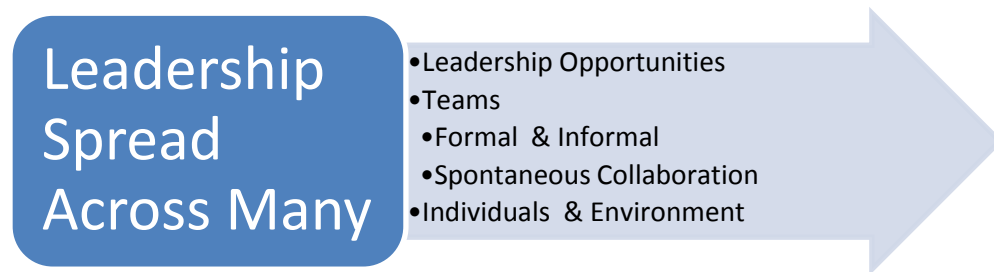 Leadership
Spread
Across Many
•Leadership Opportunities
•Teams
•Formal & Informal
•Spontaneous Collaboration
•Individuals & Environment